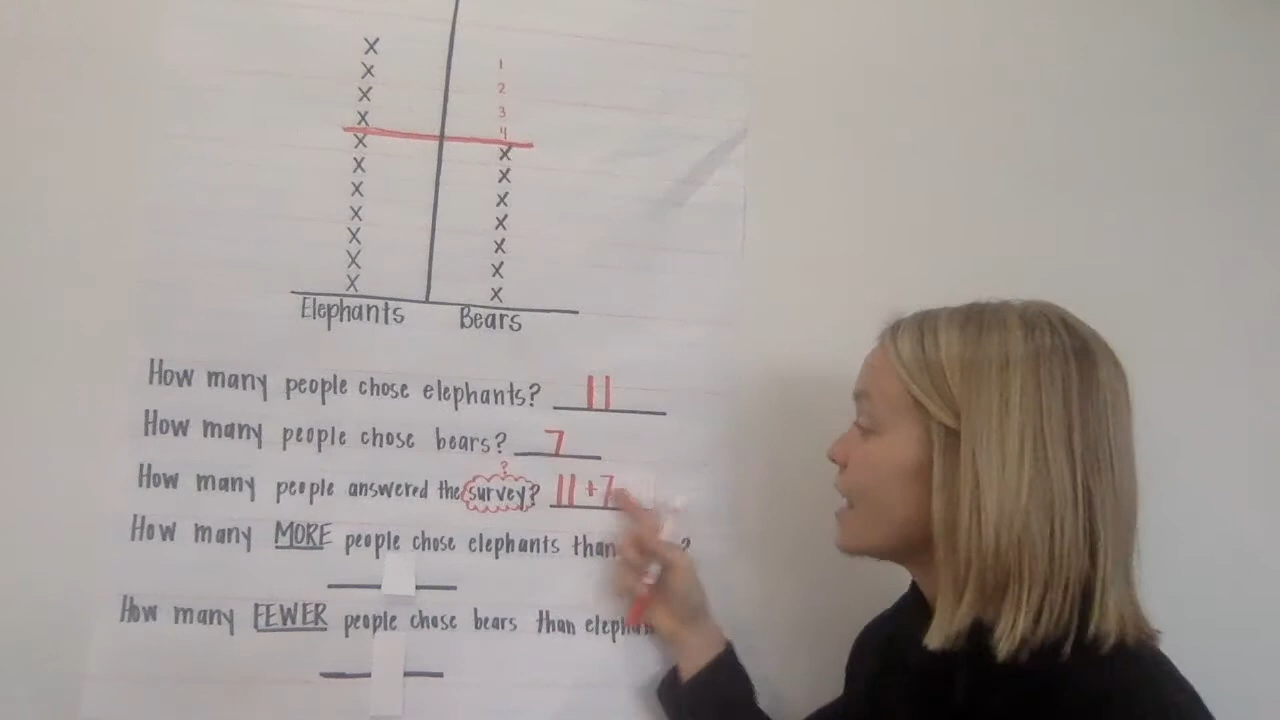 X
X 1
X 2
X 3
X 4
X X
X X
X X
X X
X X
X X
X
Elephants Bears
How many people chose elephants? 11
How many people chose bears? 7
?
How many people answered the survey? 11+7
How many MORE people chose elephants than ?
How many FEWER people chose bears than